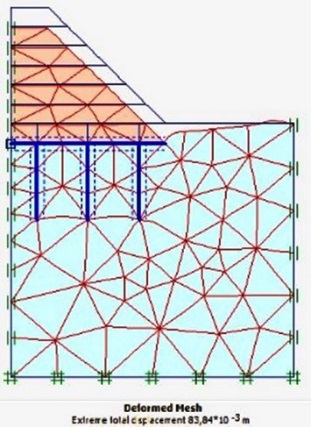 Deformed Mesh
Extreme total displacement 83,84*10 -3 m